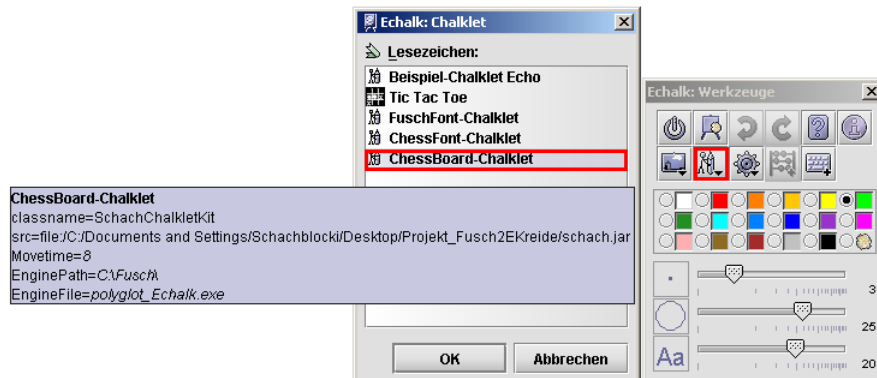 Echalk: Chalklet
Lesezeichen:
Beispiel-Chalklet Echo
Tic Tac Toe
FuschFont-Chalklet
ChessFont-Chalklet
ChessBoard-Chalklet
ChessBoard-Chalklet
classname=SchachChalkletKit
src=file:/C:/Documents and Settings/Schachblocki/Desktop/Projekt_Fusch2EKreide/schach.jar
Movetime=8
EnginePath=C:\Fusch\
EngineFile=polyglot_Echalk.exe
OK Abbrechen
Echalk: Werkzeuge
3
25
Aa
20